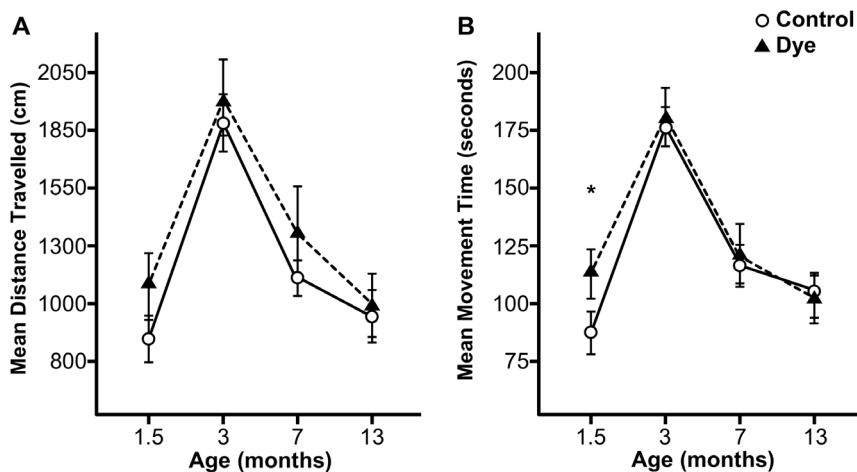 A
Mean Distance Travelled (cm)
2050
1850
1550
1300
1000
800
1.5
3
7
13
Age (months)
B
Control
Dye
Mean Movement Time (seconds)
200
175
150
125
100
75
*
1.5
3
7
13
Age (months)